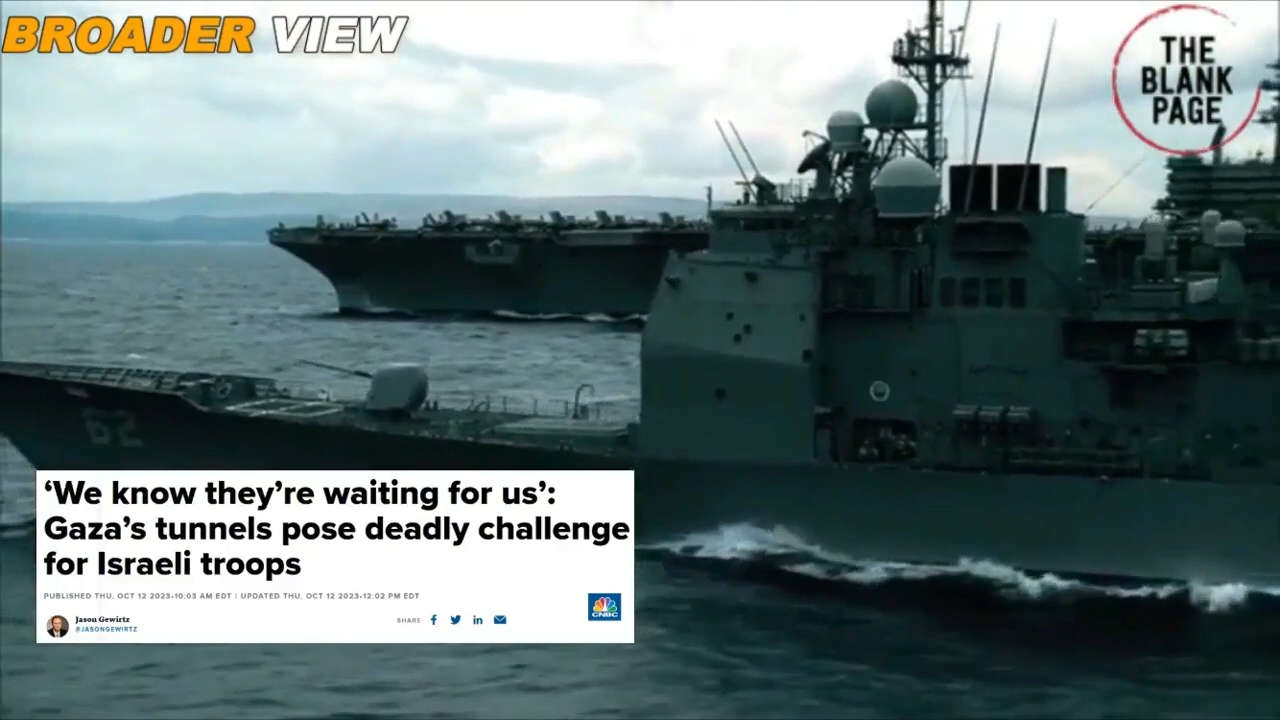 BROADER VIEW
THE
BLANK
PAGE
62
‘We know they’re waiting for us’:
Gaza’s tunnels pose deadly challenge
for Israeli troops
PUBLISHED THU, OCT 12 2023•10:03 AM EDT | UPDATED THU, OCT 12 2023•12:02 PM EDT
Jason Gewirtz
@JASONGEWIRTZ
SHARE
CNBC